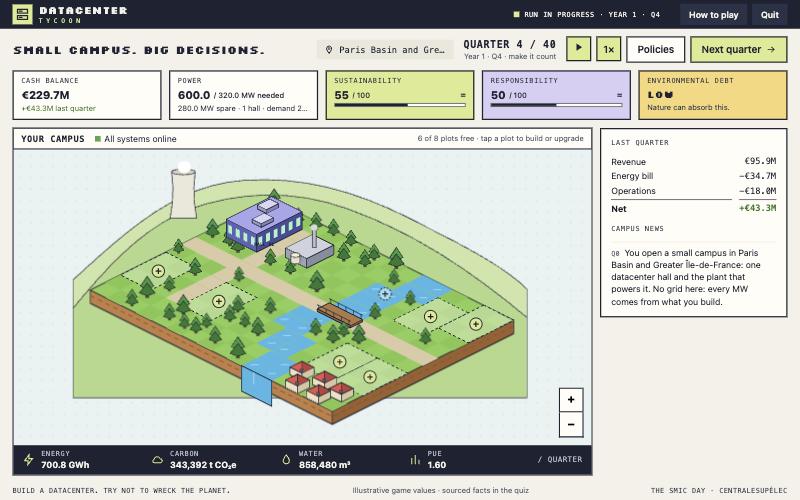 DATACENTER
TYCOON
RUN IN PROGRESS · YEAR 1 · Q4
How to play
Quit
SMALL CAMPUS. BIG DECISIONS.
Paris Basin and Gre…
QUARTER 4 / 40
Year 1 · Q4 · make it count
1×
Policies
Next quarter →
CASH BALANCE
€229.7M
+€43.3M last quarter
POWER
600.0 / 320.0 MW needed
280.0 MW spare · 1 hall · demand 2…
SUSTAINABILITY
55 / 100
=
RESPONSIBILITY
50 / 100
=
ENVIRONMENTAL DEBT
LOW
Nature can absorb this.
YOUR CAMPUS
All systems online
6 of 8 plots free · tap a plot to build or upgrade
+
−
ENERGY
700.8 GWh
CARBON
343,392 t CO₂e
WATER
858,480 m³
PUE
1.60
/ QUARTER
LAST QUARTER
Revenue €95.9M
Energy bill −€34.7M
Operations −€18.0M
Net +€43.3M
CAMPUS NEWS
Q0 You open a small campus in Paris
Basin and Greater Île-de-France: one
datacenter hall and the plant that
powers it. No grid here: every MW
comes from what you build.
BUILD A DATACENTER. TRY NOT TO WRECK THE PLANET.
Illustrative game values · sourced facts in the quiz
THE SMIC DAY · CENTRALESUPÉLEC